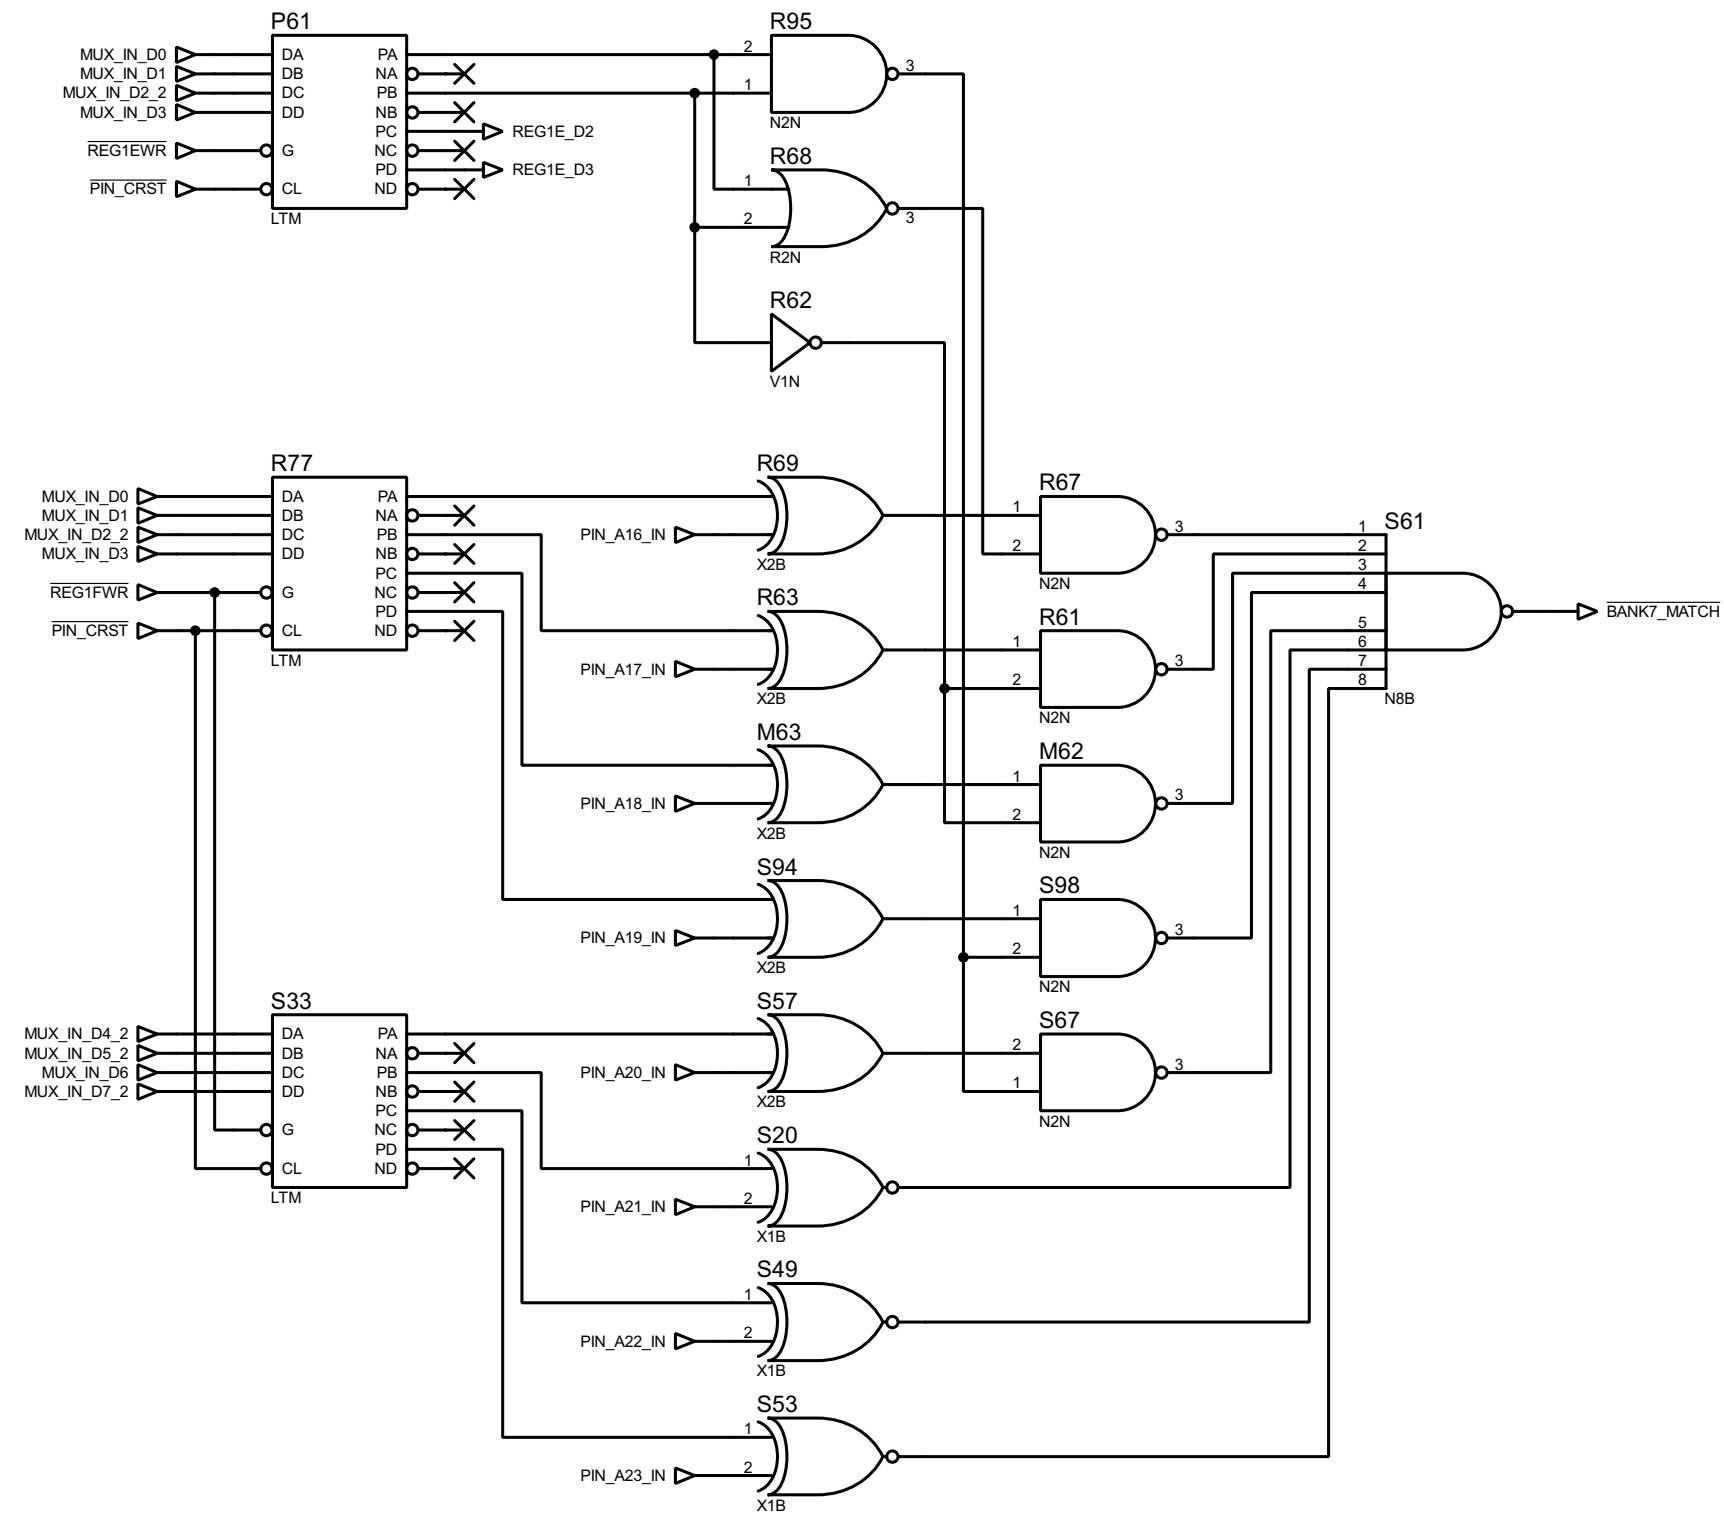 P61
MUX_IN_D0 DA PA
MUX_IN_D1 DB NA
MUX_IN_D2_2 DC PB
MUX_IN_D3 DD NB
PC REG1E_D2
REG1EWR G NC
PD REG1E_D3
PIN_CRST CL ND
LTM
R95
2
1
3
N2N
R68
1
2
3
R2N
R62
V1N
R77
MUX_IN_D0 DA PA
MUX_IN_D1 DB NA
MUX_IN_D2_2 DC PB
MUX_IN_D3 DD NB
PC
REG1FWR G NC
PD
PIN_CRST CL ND
LTM
R69
PIN_A16_IN
X2B
R67
1
2
3
N2N
R63
PIN_A17_IN
X2B
R61
1
2
3
N2N
M63
PIN_A18_IN
X2B
M62
1
2
3
N2N
S94
PIN_A19_IN
X2B
S98
1
2
3
N2N
S61
1
2
3
4
5
6
7
8
N8B
BANK7_MATCH
S33
MUX_IN_D4_2 DA PA
MUX_IN_D5_2 DB NA
MUX_IN_D6 DC PB
MUX_IN_D7_2 DD NB
PC
G NC
PD
CL ND
LTM
S57
PIN_A20_IN
X2B
S67
2
1
3
N2N
S20
1
PIN_A21_IN 2
X1B
S49
1
PIN_A22_IN 2
X1B
S53
1
PIN_A23_IN 2
X1B